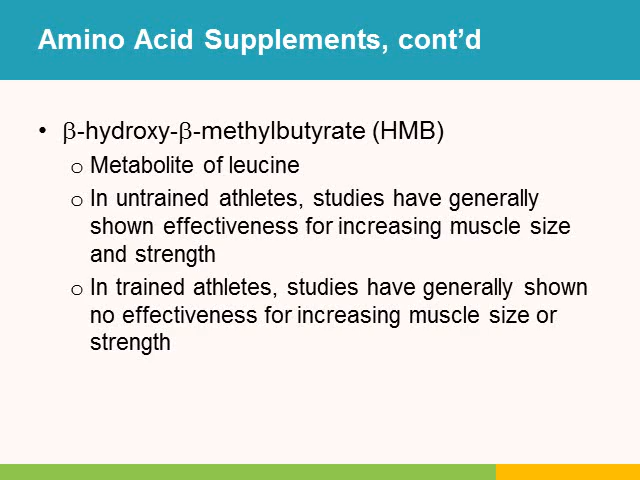 Amino Acid Supplements, cont’d
• β-hydroxy-β-methylbutyrate (HMB)
o Metabolite of leucine
o In untrained athletes, studies have generally
shown effectiveness for increasing muscle size
and strength
o In trained athletes, studies have generally shown
no effectiveness for increasing muscle size or
strength